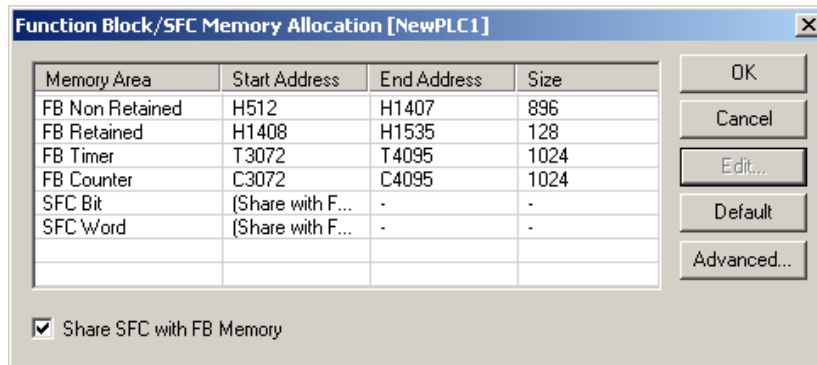 Function Block/SFC Memory Allocation [NewPLC1]
Memory Area Start Address End Address Size
FB Non Retained H512 H1407 896
FB Retained H1408 H1535 128
FB Timer T3072 T4095 1024
FB Counter C3072 C4095 1024
SFC Bit (Share with F... - -
SFC Word (Share with F... - -
OK
Cancel
Edit...
Default
Advanced...
Share SFC with FB Memory